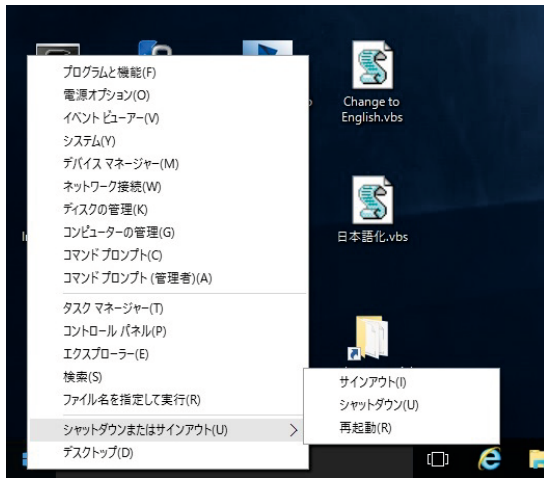 プログラムと機能(F)
電源オプション(O)
イベント ビューアー(V)
システム(Y)
デバイス マネージャー(M)
ネットワーク接続(W)
ディスクの管理(K)
コンピューターの管理(G)
コマンド プロンプト(C)
コマンド プロンプト (管理者)(A)
タスク マネージャー(T)
コントロール パネル(P)
エクスプローラー(E)
検索(S)
ファイル名を指定して実行(R)
シャットダウンまたはサインアウト(U)
デスクトップ(D)
サインアウト(I)
シャットダウン(U)
再起動(R)
Change to
English.vbs
日本語化.vbs